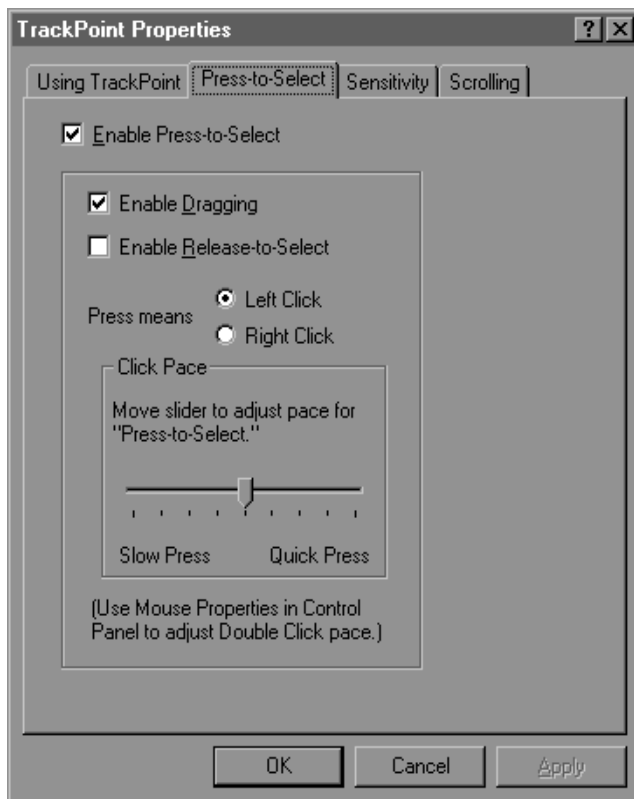 TrackPoint Properties
Using TrackPoint Press-to-Select Sensitivity Scrolling
Enable Press-to-Select
Enable Dragging
Enable Release-to-Select
Press means
Left Click
Right Click
Click Pace
Move slider to adjust pace for
"Press-to-Select."
Slow Press Quick Press
(Use Mouse Properties in Control
Panel to adjust Double Click pace.)
OK Cancel Apply